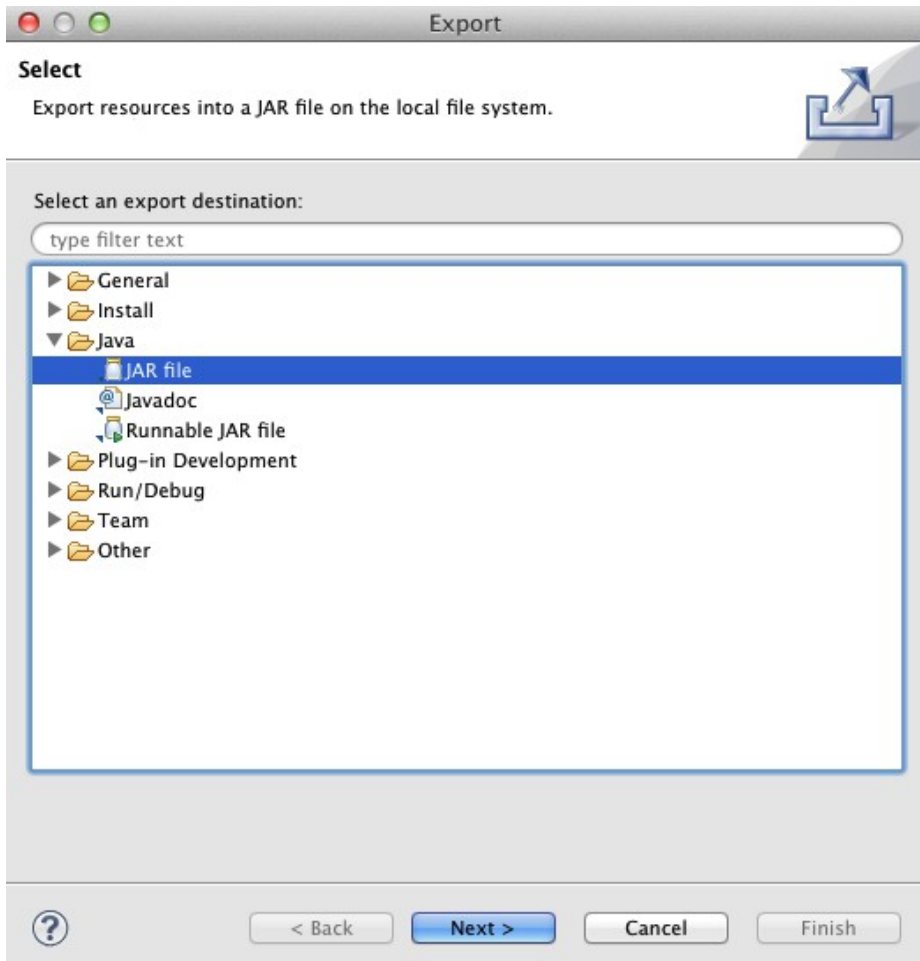 Export
Select
Export resources into a JAR file on the local file system.
Select an export destination:
type filter text
General
Install
Java
JAR file
Javadoc
Runnable JAR file
Plug-in Development
Run/Debug
Team
Other
? < Back Next > Cancel Finish